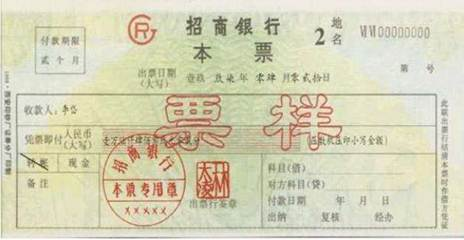 付款期限
贰个月
招商银行
本票
2
地名
VI VI00000000
出票日期
(大写)
壹玖 玖柒年 零肆 月零贰拾日
第 号
收款人:李岱
凭票即付
人民币
(大写)
(压数机压印小写金额)
票样
转账
现金
备注
招商银行
本票专用章
XXXXX
出票行签章
科目(借)
对方科目(贷)
付款日期 年 月 日
出纳 复核 经办
此联出票行结清本票时作借方凭证